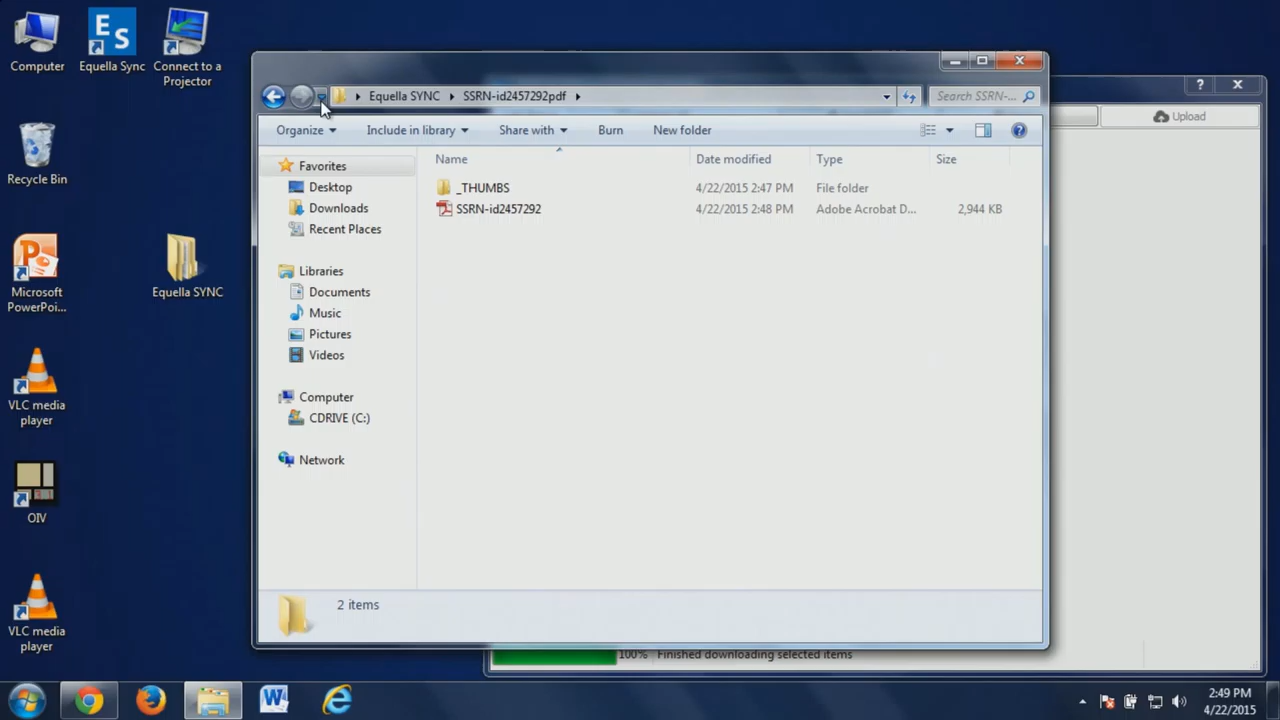 Computer
Equella Sync
Connect to a
Projector
Recycle Bin
Microsoft
PowerPoi...
Equella SYNC
VLC media
player
OIV
VLC media
player
Equella SYNC
SSRN-id2457292pdf
Search SSRN-...
Organize
Include in library
Share with
Burn
New folder
Favorites
Desktop
Downloads
Recent Places
Libraries
Documents
Music
Pictures
Videos
Computer
CDRIVE (C:)
Network
Name
Date modified
Type
Size
_THUMBS
4/22/2015 2:47 PM
File folder
SSRN-id2457292
4/22/2015 2:48 PM
Adobe Acrobat D...
2,944 KB
2 items
Upload
100%
Finished downloading selected items
2:49 PM
4/22/2015